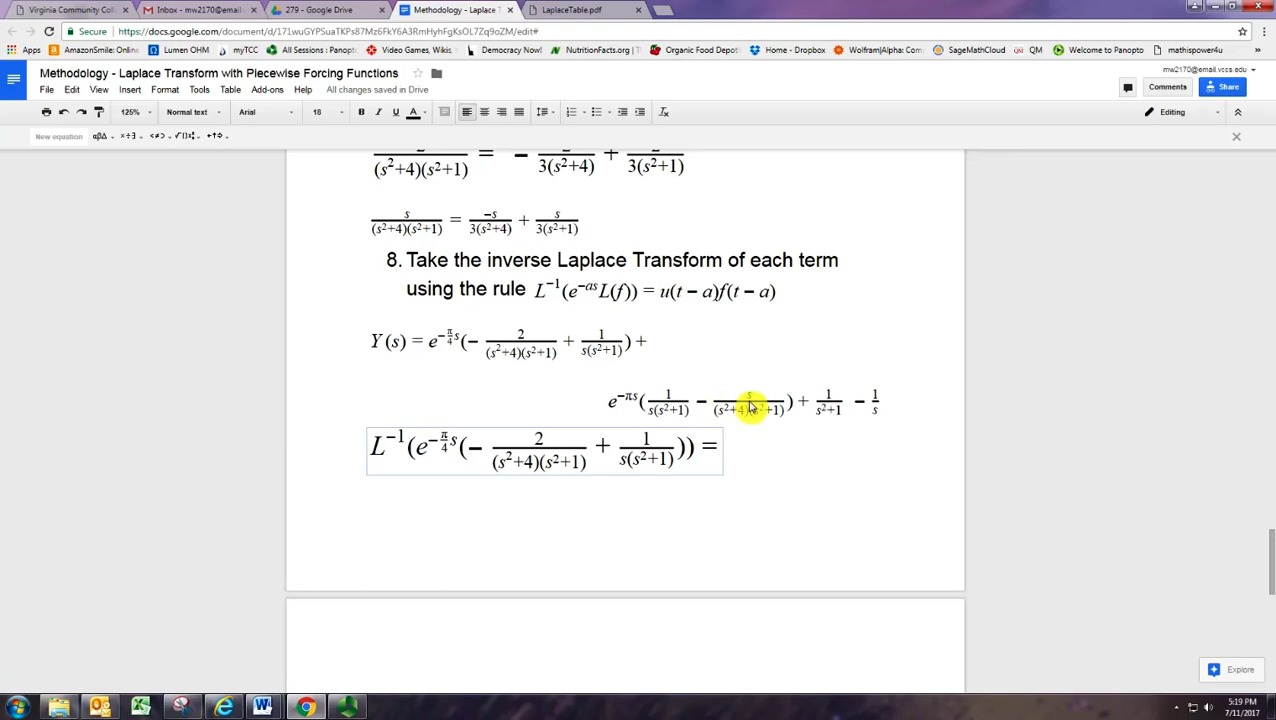 Virginia Community Coll
Inbox - mw2170@email
279 - Google Drive
Methodology - Laplace T
LaplaceTable.pdf
Secure
https://docs.google.com/document/d/171wuGYPSuaTKPs87Mz6FkY6A3RmHyhFgKsOL7Zq9oZM/edit#
Apps AmazonSmile: Onlin Lumen OHM myTCC All Sessions : Panopt Video Games, Wiki, Democracy Now! NutritionFacts.org | T Organic Food Depot Home - Dropbox Wolfram|Alpha: Com SageMathCloud QM Welcome to Panopto mathispower4u
Methodology - Laplace Transform with Piecewise Forcing Functions
mw2170@email.vccs.edu
File Edit View Insert Format Tools Table Add-ons Help All changes saved in Drive
Comments Share
125% Normal text Arial 18 B I U A Editing
New equation αβΔ
(s²+4)(s²+1) = − 3(s²+4) + 3(s²+1)
s/((s²+4)(s²+1)) = −s/(3(s²+4)) + s/(3(s²+1))
8. Take the inverse Laplace Transform of each term
using the rule L⁻¹(e^(−as)L(f)) = u(t − a)f(t − a)
Y(s) = e^(−π/4 s)(− 2/((s²+4)(s²+1)) + 1/(s(s²+1))) +
e^(−πs)(1/(s(s²+1)) − s/((s²+4)(s²+1))) + 1/(s²+1) − 1/s
L⁻¹(e^(−π/4 s)(− 2/((s²+4)(s²+1)) + 1/(s(s²+1)))) =
Explore
5:19 PM
7/11/2017